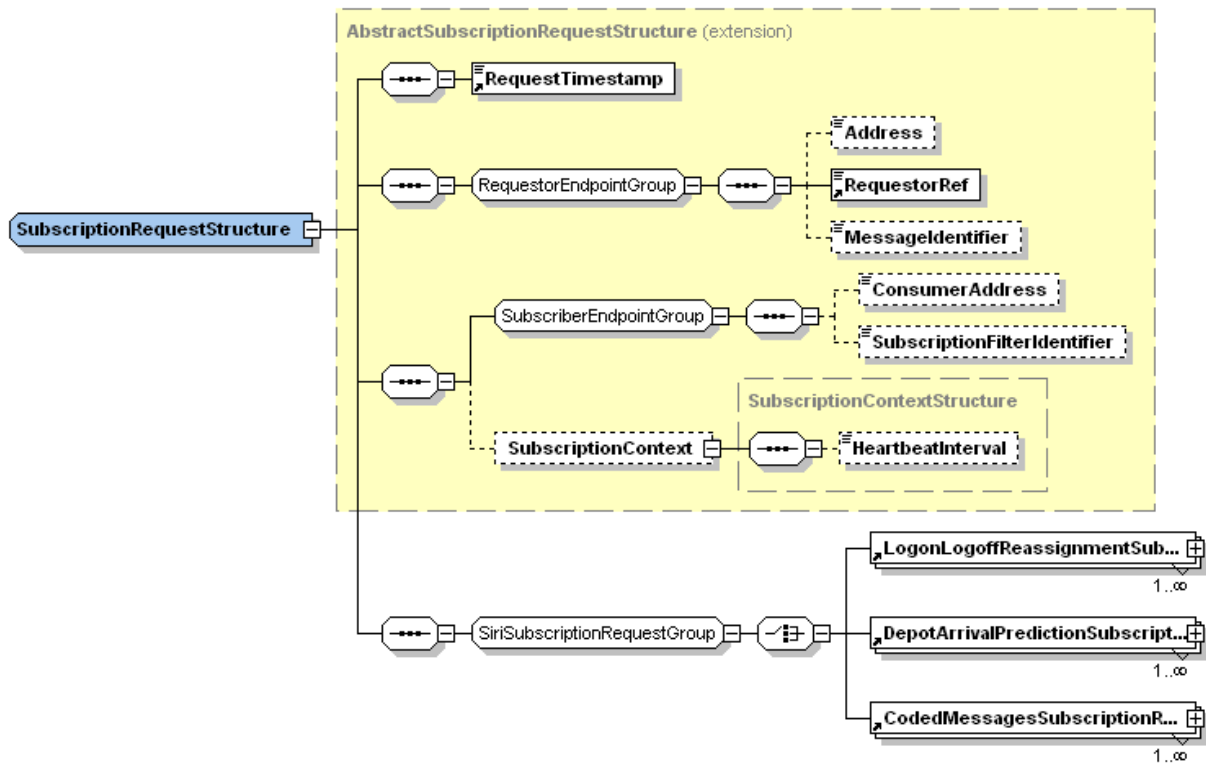 AbstractSubscriptionRequestStructure (extension)
RequestTimestamp
Address
RequestorEndpointGroup
RequestorRef
MessageIdentifier
SubscriptionRequestStructure
ConsumerAddress
SubscriberEndpointGroup
SubscriptionFilterIdentifier
SubscriptionContextStructure
SubscriptionContext
HeartbeatInterval
LogonLogoffReassignmentSub...
1..∞
SiriSubscriptionRequestGroup
DepotArrivalPredictionSubscript...
1..∞
CodedMessagesSubscriptionR...
1..∞